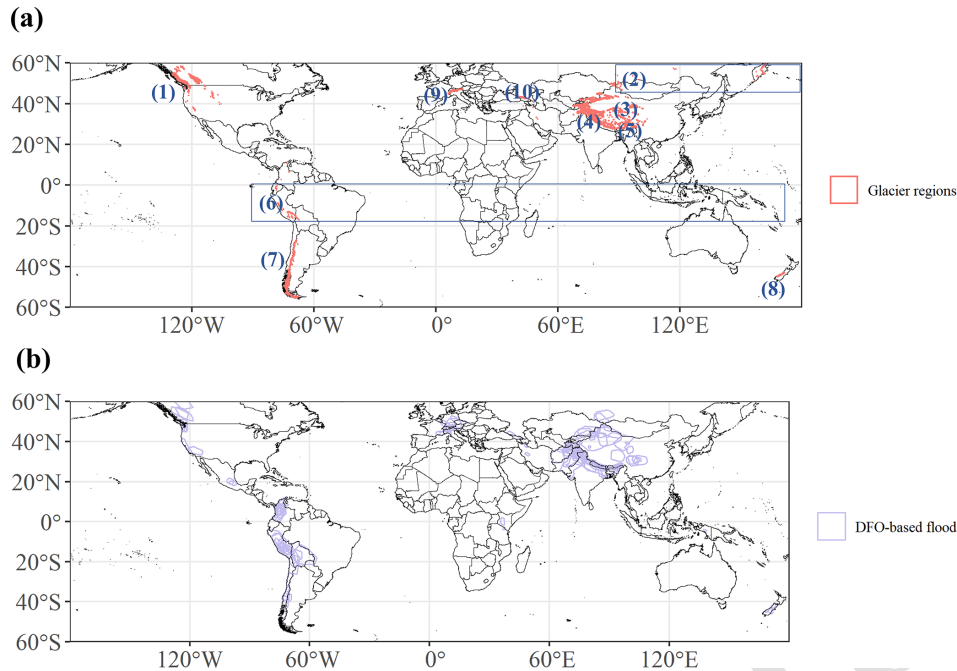 (a)
60°N
40°N
20°N
0°
20°S
40°S
60°S
(1)
(2)
(3)
(4)
(5)
(6)
(7)
(8)
(9)
(10)
120°W
60°W
0°
60°E
120°E
Glacier regions
(b)
60°N
40°N
20°N
0°
20°S
40°S
60°S
120°W
60°W
0°
60°E
120°E
DFO-based flood